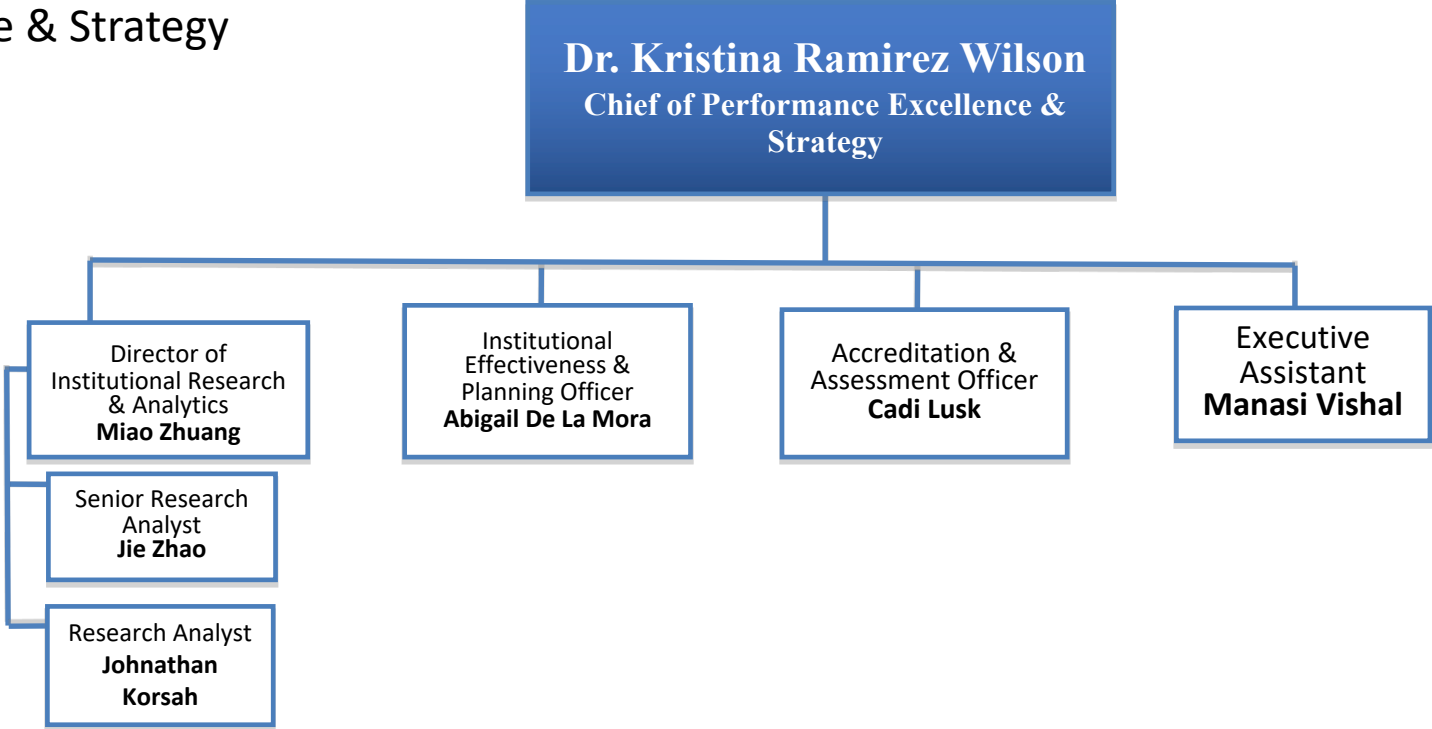 e & Strategy
Dr. Kristina Ramirez Wilson
Chief of Performance Excellence &
Strategy
Director of
Institutional Research
& Analytics
Miao Zhuang
Institutional
Effectiveness &
Planning Officer
Abigail De La Mora
Accreditation &
Assessment Officer
Cadi Lusk
Executive
Assistant
Manasi Vishal
Senior Research
Analyst
Jie Zhao
Research Analyst
Johnathan
Korsah